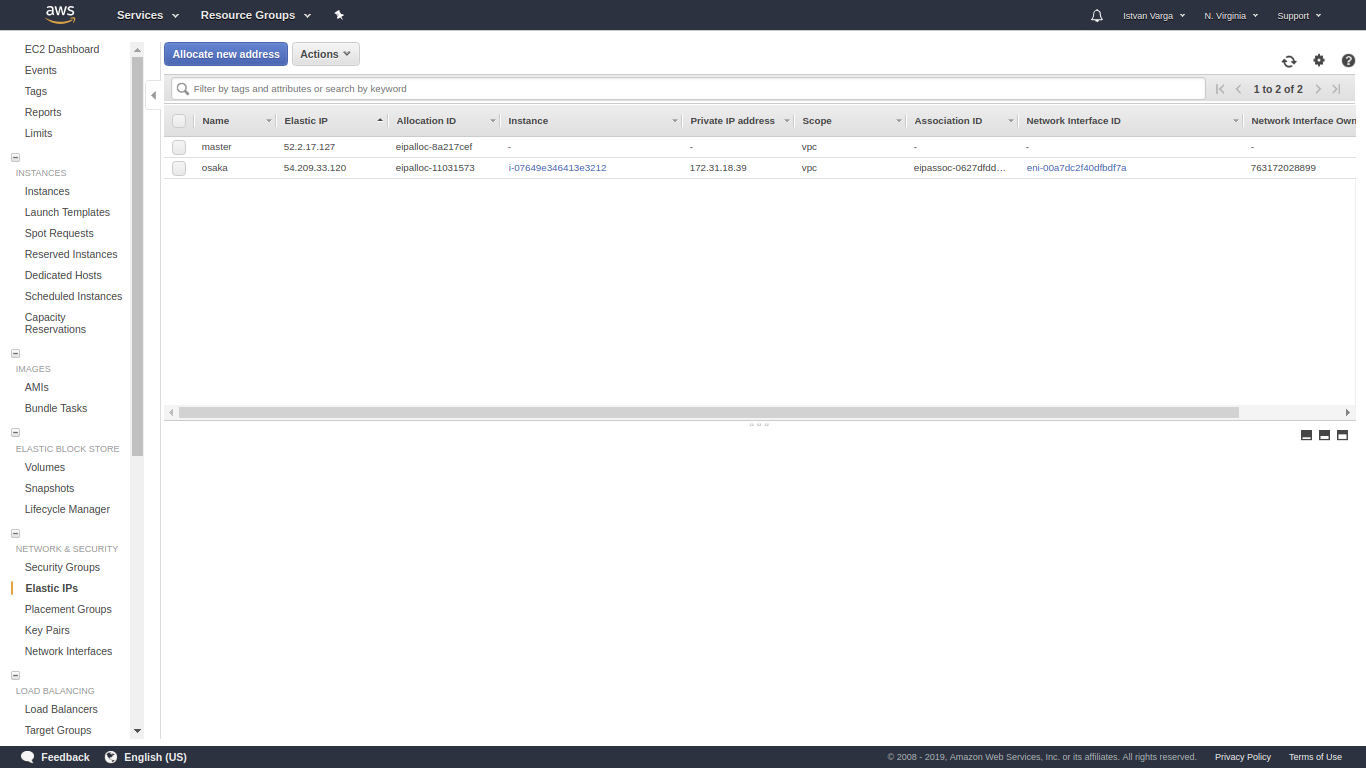 aws Services Resource Groups Istvan Varga N. Virginia Support
EC2 Dashboard
Events
Tags
Reports
Limits
INSTANCES
Instances
Launch Templates
Spot Requests
Reserved Instances
Dedicated Hosts
Scheduled Instances
Capacity
Reservations
IMAGES
AMIs
Bundle Tasks
ELASTIC BLOCK STORE
Volumes
Snapshots
Lifecycle Manager
NETWORK & SECURITY
Security Groups
Elastic IPs
Placement Groups
Key Pairs
Network Interfaces
LOAD BALANCING
Load Balancers
Target Groups
Allocate new address Actions
Filter by tags and attributes or search by keyword 1 to 2 of 2
Name Elastic IP Allocation ID Instance Private IP address Scope Association ID Network Interface ID Network Interface Own
master 52.2.17.127 eipalloc-8a217cef - - vpc - - -
osaka 54.209.33.120 eipalloc-11031573 i-07649e346413e3212 172.31.18.39 vpc eipassoc-0627dfdd... eni-00a7dc2f40dfbdf7a 763172028899
Feedback English (US) © 2008 - 2019, Amazon Web Services, Inc. or its affiliates. All rights reserved. Privacy Policy Terms of Use